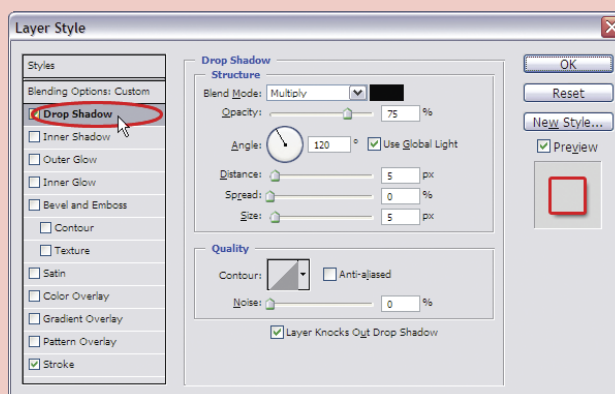 Layer Style
Styles
Blending Options: Custom
Drop Shadow
Inner Shadow
Outer Glow
Inner Glow
Bevel and Emboss
Contour
Texture
Satin
Color Overlay
Gradient Overlay
Pattern Overlay
Stroke
Drop Shadow
Structure
Blend Mode: Multiply
Opacity: 75 %
Angle: 120 ° Use Global Light
Distance: 5 px
Spread: 0 %
Size: 5 px
Quality
Contour: Anti-aliased
Noise: 0 %
Layer Knocks Out Drop Shadow
OK
Reset
New Style...
Preview